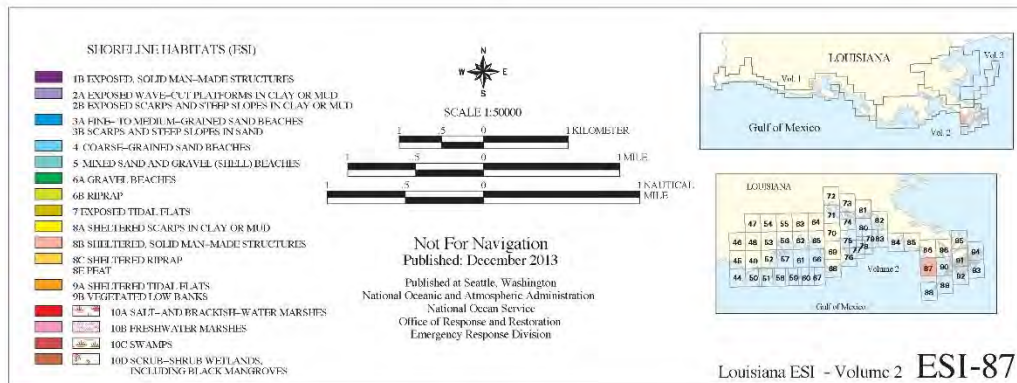 SHORELINE HABITATS (ESI)
1B EXPOSED, SOLID MAN-MADE STRUCTURES
2A EXPOSED WAVE-CUT PLATFORMS IN CLAY OR MUD
2B EXPOSED SCARPS AND STEEP SLOPES IN CLAY OR MUD
3A FINE- TO MEDIUM-GRAINED SAND BEACHES
3B SCARPS AND STEEP SLOPES IN SAND
4 COARSE-GRAINED SAND BEACHES
5 MIXED SAND AND GRAVEL (SHELL) BEACHES
6A GRAVEL BEACHES
6B RIPRAP
7 EXPOSED TIDAL FLATS
8A SHELTERED SCARPS IN CLAY OR MUD
8B SHELTERED, SOLID MAN-MADE STRUCTURES
8C SHELTERED RIPRAP
8E PEAT
9A SHELTERED TIDAL FLATS
9B VEGETATED LOW BANKS
10A SALT- AND BRACKISH-WATER MARSHES
10B FRESHWATER MARSHES
10C SWAMPS
10D SCRUB-SHRUB WETLANDS,
INCLUDING BLACK MANGROVES
N
W E
S
SCALE 1:50000
1 .5 0 1 KILOMETER
1 .5 0 1 MILE
1 .5 0 1 NAUTICAL
MILE
Not For Navigation
Published: December 2013
Published at Seattle, Washington
National Oceanic and Atmospheric Administration
National Ocean Service
Office of Response and Restoration
Emergency Response Division
LOUISIANA
Vol. 3
Vol. 1
Gulf of Mexico
Vol. 2
LOUISIANA
72
73
81
47 54 55 63 64
71 74 82
70 80
46 48 53 56 62 65
75 79 83 84 85
77 78
45 49 52 57 61 66
69 76
86 86 95 94
44 50 51 58 59 60 67
68
Volume 2
87 90 91 93
92
88 89
Gulf of Mexico
Louisiana ESI - Volume 2 ESI-87